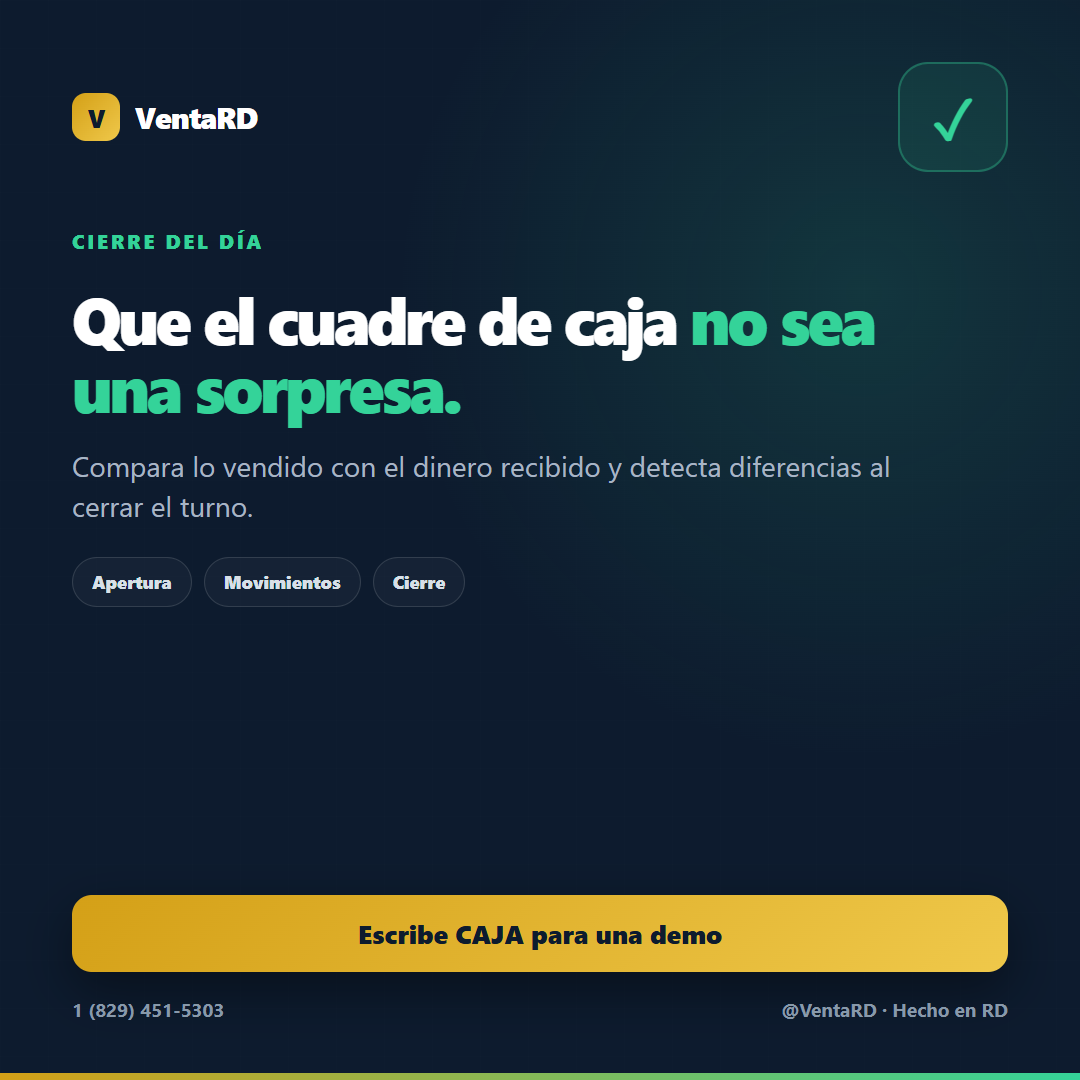 V VentaRD
✓
CIERRE DEL DÍA
Que el cuadre de caja no sea
una sorpresa.
Compara lo vendido con el dinero recibido y detecta diferencias al
cerrar el turno.
Apertura Movimientos Cierre
Escribe CAJA para una demo
1 (829) 451-5303 @VentaRD · Hecho en RD